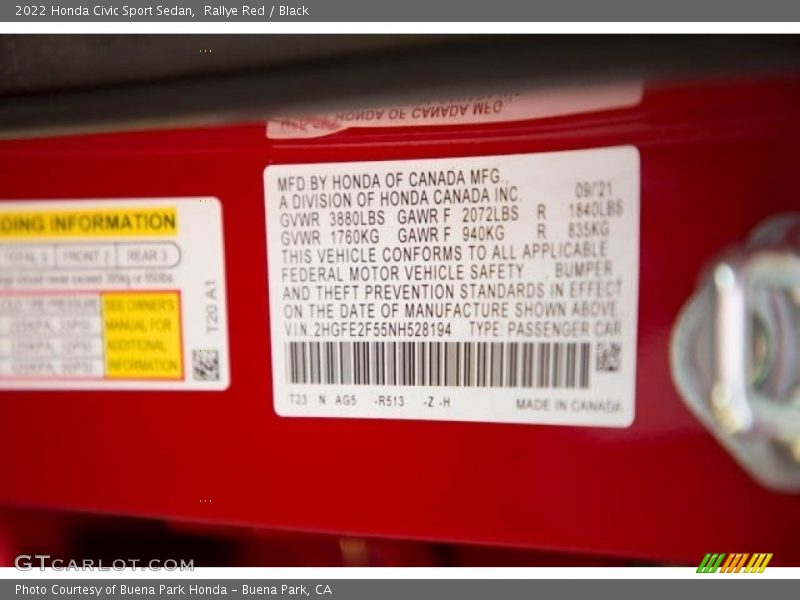 2022 Honda Civic Sport Sedan, Rallye Red / Black
HONDA OF CANADA MFG
MFD.BY HONDA OF CANADA MFG.,
A DIVISION OF HONDA CANADA INC. 09/21
GVWR 3880LBS GAWR F 2072LBS R 1840LBS
GVWR 1760KG GAWR F 940KG R 835KG
THIS VEHICLE CONFORMS TO ALL APPLICABLE
FEDERAL MOTOR VEHICLE SAFETY , BUMPER ,
AND THEFT PREVENTION STANDARDS IN EFFECT
ON THE DATE OF MANUFACTURE SHOWN ABOVE.
V.I.N. 2HGFE2F55NH528194 TYPE PASSENGER CAR
T23 N AG5 -R513 -Z -H MADE IN CANADA
DING INFORMATION
TOTAL 5 FRONT 2 REAR 3
SEE OWNER'S
MANUAL FOR
ADDITIONAL
INFORMATION
T20 A1
GTcarlot.com
Photo Courtesy of Buena Park Honda – Buena Park, CA